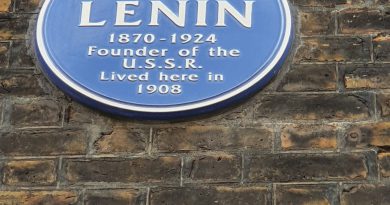 LENIN
1870-1924
Founder of the
U.S.S.R.
Lived here in
1908